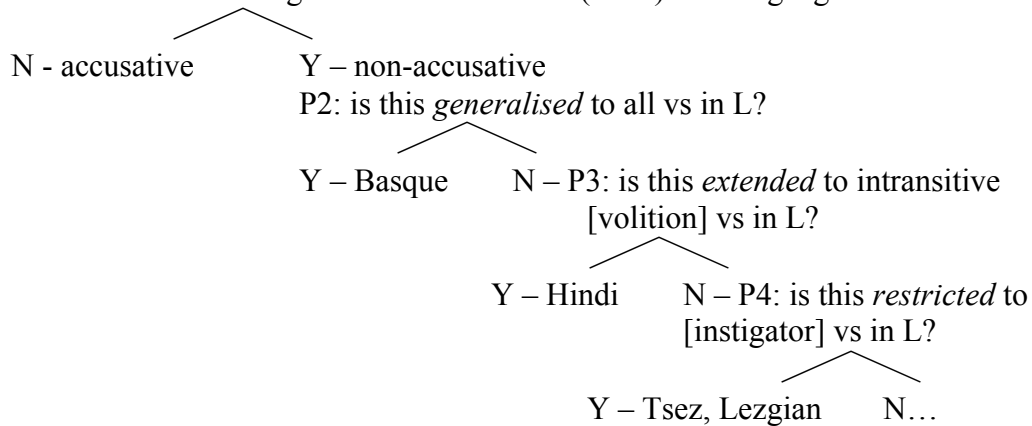 N - accusative Y – non-accusative
P2: is this generalised to all vs in L?
Y – Basque N – P3: is this extended to intransitive
[volition] vs in L?
Y – Hindi N – P4: is this restricted to
[instigator] vs in L?
Y – Tsez, Lezgian N…